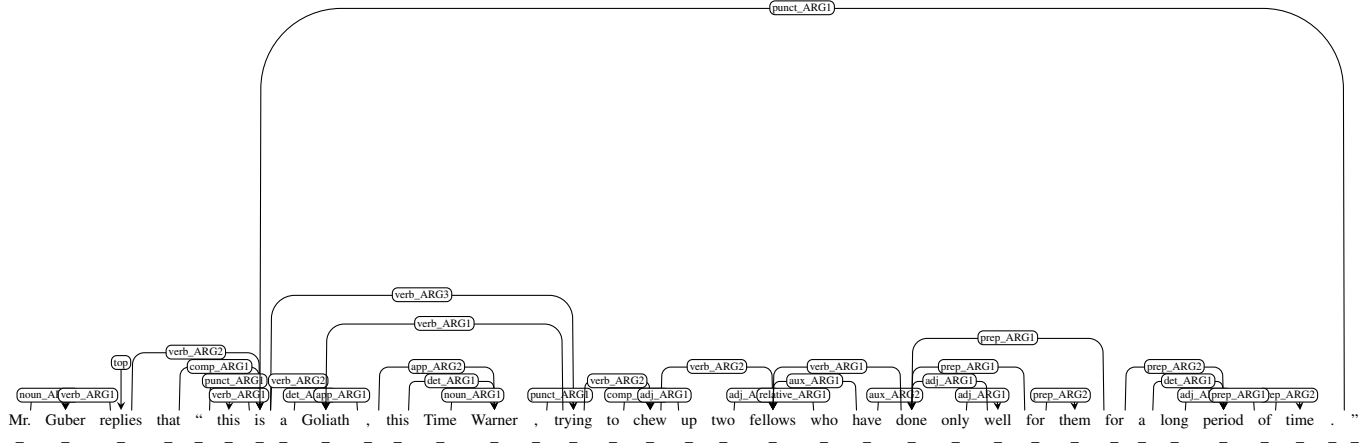 punct_ARG1
verb_ARG3
verb_ARG1
prep_ARG1
verb_ARG2
top
comp_ARG1 app_ARG2 verb_ARG2 verb_ARG1 prep_ARG1 prep_ARG2
punct_ARG1 verb_ARG2 det_ARG1 verb_ARG2 aux_ARG1 adj_ARG1 det_ARG1
verb_ARG1 verb_ARG1 app_ARG1 noun_ARG1 punct_ARG1 adj_ARG1 relative_ARG1 aux_ARG2 adj_ARG1 prep_ARG2 prep_ARG1
Mr. Guber replies that “ this is a Goliath , this Time Warner , trying to chew up two fellows who have done only well for them for a long period of time . ”
_ _ _ _ _ _ _ _ _ _ _ _ _ _ _ _ _ _ _ _ _ _ _ _ _ _ _ _ _ _ _ _ _ _ _